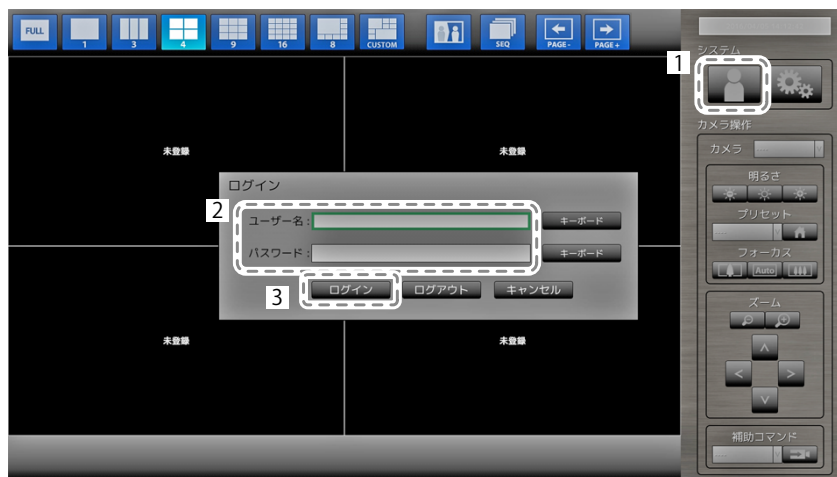 FULL
1
3
4
9
16
8
CUSTOM
SEQ
PAGE-
PAGE+
1
システム
カメラ操作
カメラ ----
明るさ
プリセット
----
フォーカス
Auto
ズーム
補助コマンド
----
未登録
未登録
ログイン
2
ユーザー名 :
キーボード
パスワード :
キーボード
3
ログイン
ログアウト
キャンセル
未登録
未登録